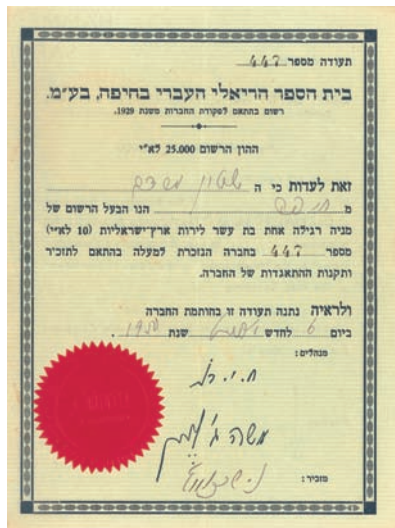 תעודה מספר 447
בית הספר הריאלי העברי בחיפה, בע״מ.
רשום בהתאם לפקודת החברות משנת 1929.
ההון הרשום 25.000 לא״י
זאת לעדות כי ה
מ חיפה הנו הבעל הרשום של
מניה רגילה אחת בת עשר לירות ארץ־ישראליות (10 לא״י)
מספר 447 בחברה הנזכרת למעלה בהתאם לתזכיר
ותקנות ההתאגדות של החברה.
ולראיה נתנה תעודה זו בחותמת החברה
ביום 6 לחדש שנת 1950.
מנהלים:
ח. י. רות
משה ג׳
מזכיר: